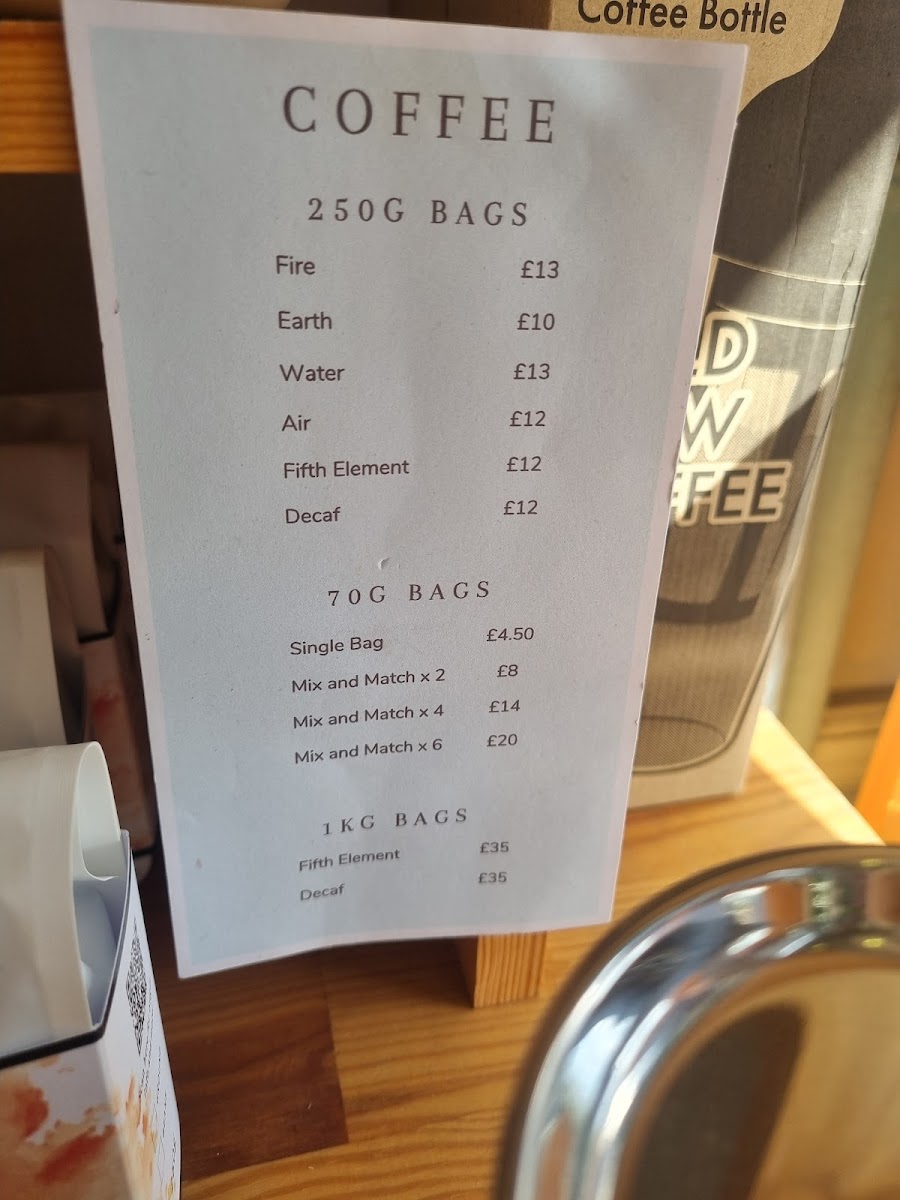 Coffee Bottle
COFFEE
250G BAGS
Fire £13
Earth £10
Water £13
Air £12
Fifth Element £12
Decaf £12
70G BAGS
Single Bag £4.50
Mix and Match x 2 £8
Mix and Match x 4 £14
Mix and Match x 6 £20
1KG BAGS
Fifth Element £35
Decaf £35